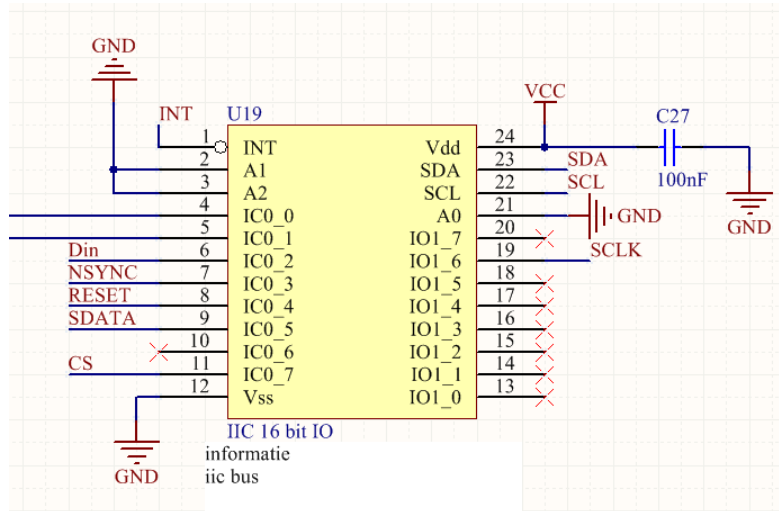 GND
INT
U19
VCC
C27
100nF
GND
1 INT Vdd 24
2 A1 SDA 23 SDA
3 A2 SCL 22 SCL
4 IC0_0 A0 21 GND
5 IC0_1 IO1_7 20
Din 6 IC0_2 IO1_6 19 SCLK
NSYNC 7 IC0_3 IO1_5 18
RESET 8 IC0_4 IO1_4 17
SDATA 9 IC0_5 IO1_3 16
10 IC0_6 IO1_2 15
CS 11 IC0_7 IO1_1 14
12 Vss IO1_0 13
GND
IIC 16 bit IO
informatie
iic bus